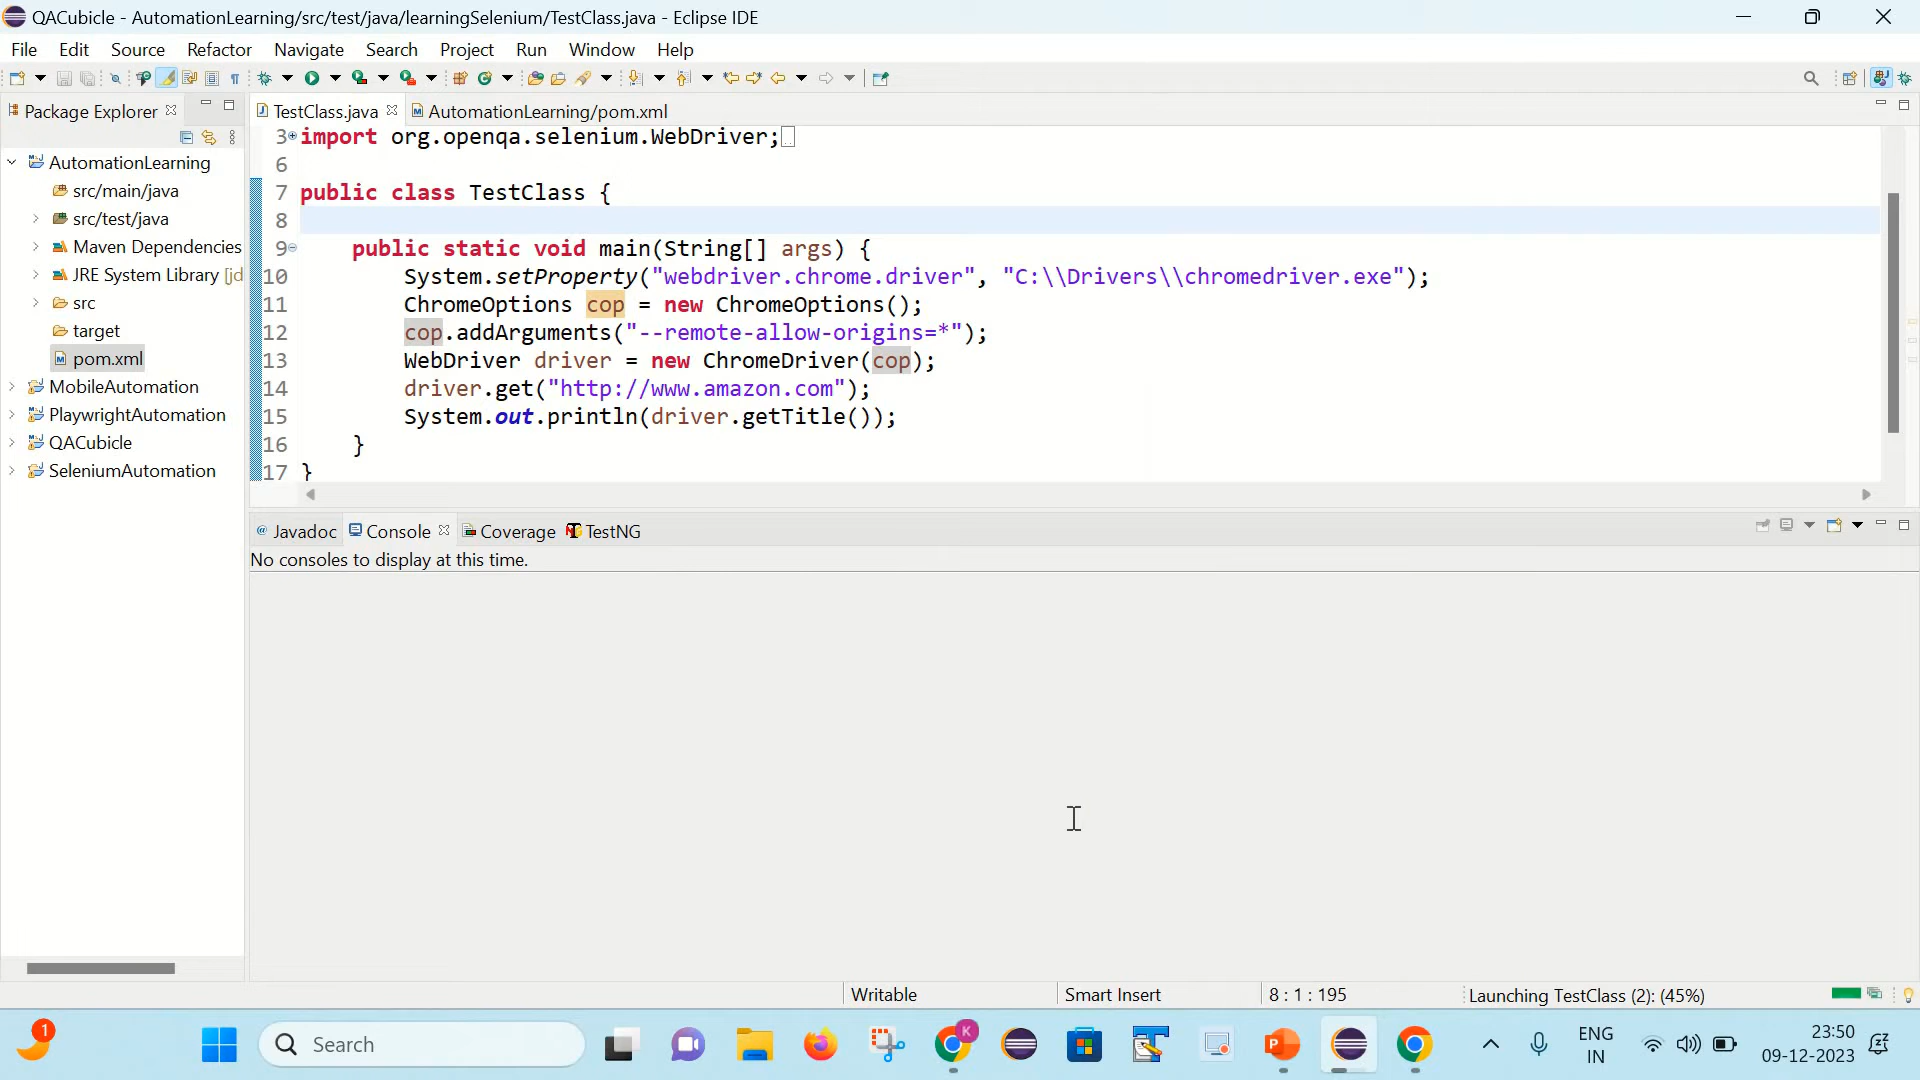 QACubicle - AutomationLearning/src/test/java/learningSelenium/TestClass.java - Eclipse IDE
File Edit Source Refactor Navigate Search Project Run Window Help
Package Explorer
AutomationLearning
src/main/java
src/test/java
Maven Dependencies
JRE System Library [jd
src
target
pom.xml
MobileAutomation
PlaywrightAutomation
QACubicle
SeleniumAutomation
TestClass.java AutomationLearning/pom.xml
3 import org.openqa.selenium.WebDriver;
6
7 public class TestClass {
8
9 public static void main(String[] args) {
10 System.setProperty("webdriver.chrome.driver", "C:\\Drivers\\chromedriver.exe");
11 ChromeOptions cop = new ChromeOptions();
12 cop.addArguments("--remote-allow-origins=*");
13 WebDriver driver = new ChromeDriver(cop);
14 driver.get("http://www.amazon.com");
15 System.out.println(driver.getTitle());
16 }
17 }
@ Javadoc Console Coverage TestNG
No consoles to display at this time.
Writable Smart Insert 8 : 1 : 195 Launching TestClass (2): (45%)
1
Search
K
ENG
IN
23:50
09-12-2023